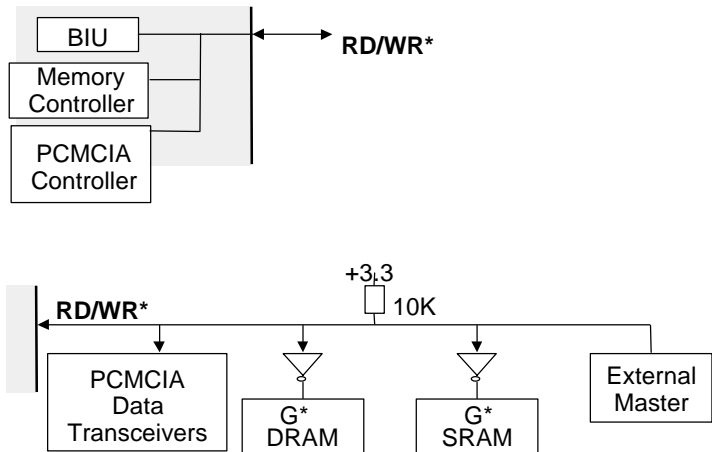 BIU
RD/WR*
Memory
Controller
PCMCIA
Controller
+3.3
RD/WR*
10K
PCMCIA
Data
Transceivers
G*
DRAM
G*
SRAM
External
Master